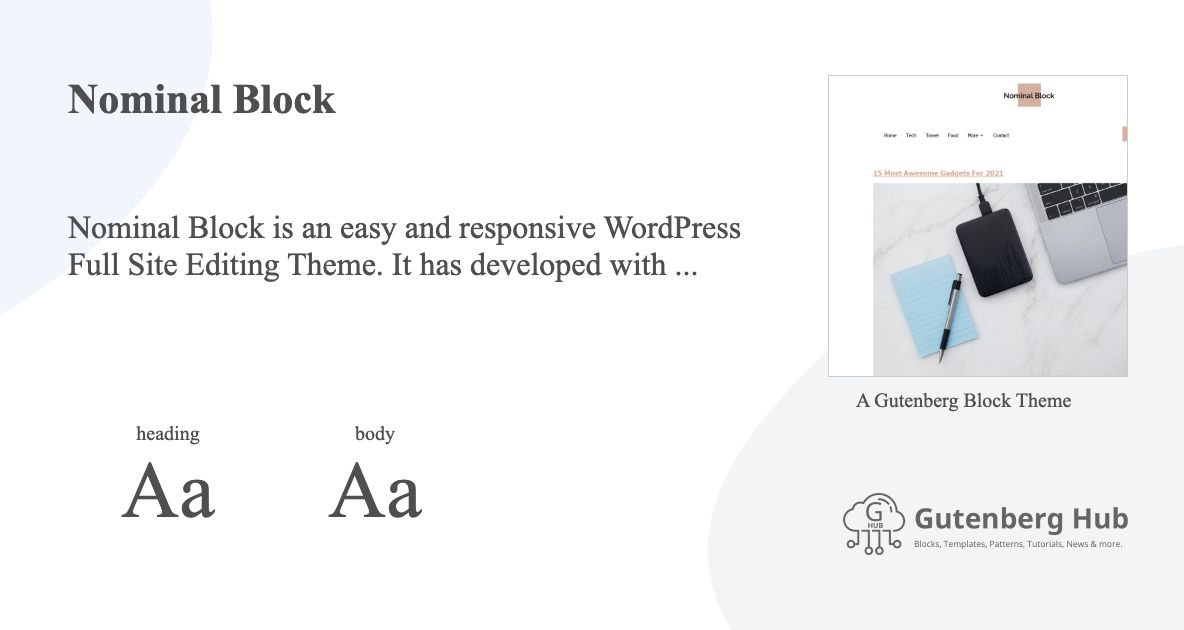 Nominal Block
Nominal Block is an easy and responsive WordPress
Full Site Editing Theme. It has developed with ...
heading
Aa
body
Aa
Nominal Block
Home Tech Travel Food More Contact
15 Most Awesome Gadgets For 2021
A Gutenberg Block Theme
G
HUB
Gutenberg Hub
Blocks, Templates, Patterns, Tutorials, News & more.